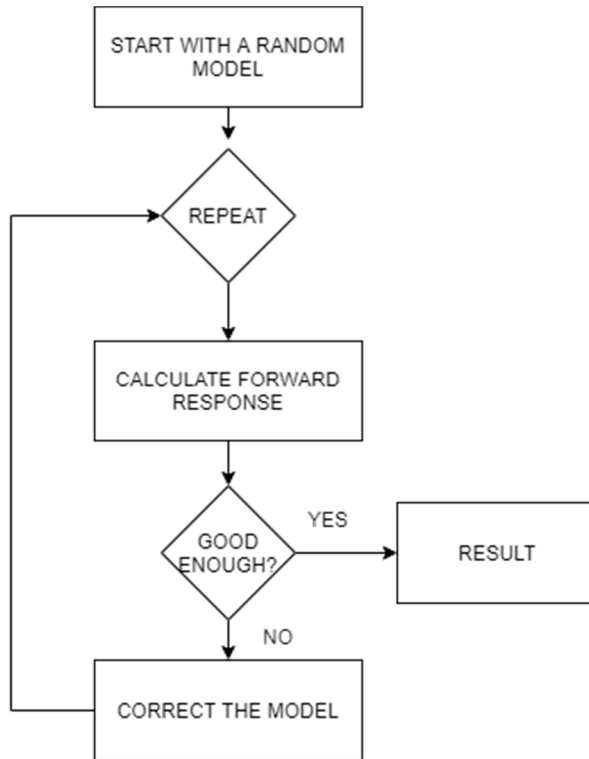 START WITH A RANDOM
MODEL
REPEAT
CALCULATE FORWARD
RESPONSE
GOOD
ENOUGH?
YES
RESULT
NO
CORRECT THE MODEL